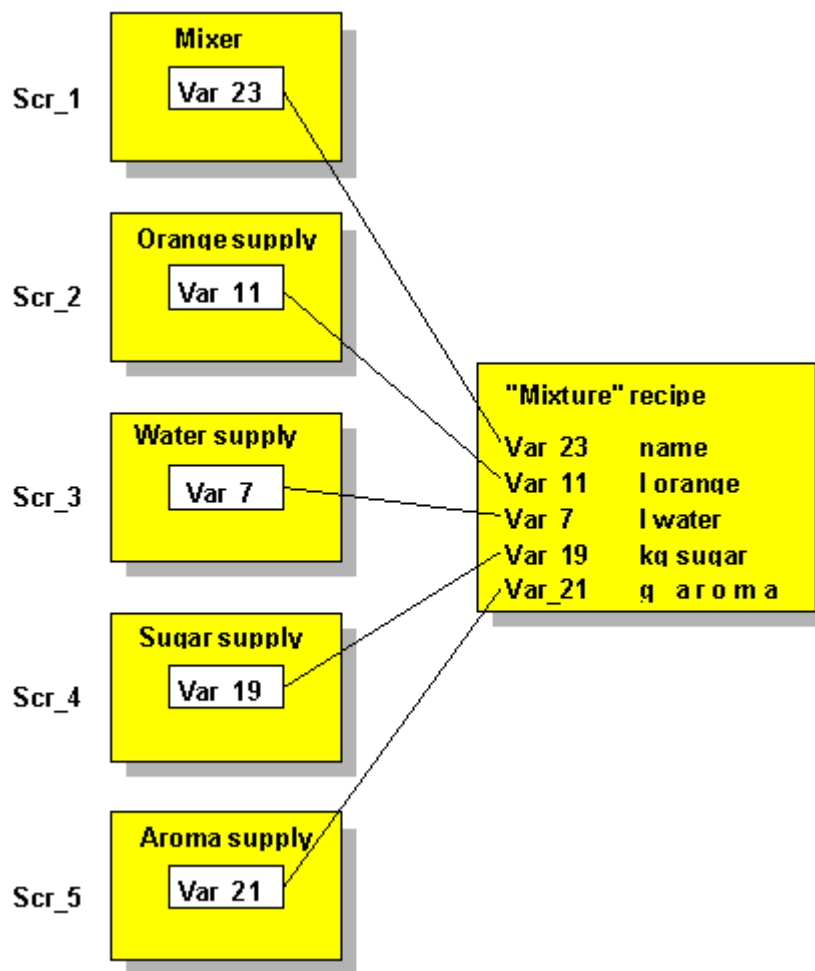 Mixer
Scr_1
Var 23
Orange supply
Scr_2
Var 11
Water supply
Scr_3
Var 7
Sugar supply
Scr_4
Var 19
Aroma supply
Scr_5
Var 21
"Mixture" recipe
Var 23 name
Var 11 l orange
Var 7 l water
Var 19 kg sugar
Var_21 g aroma